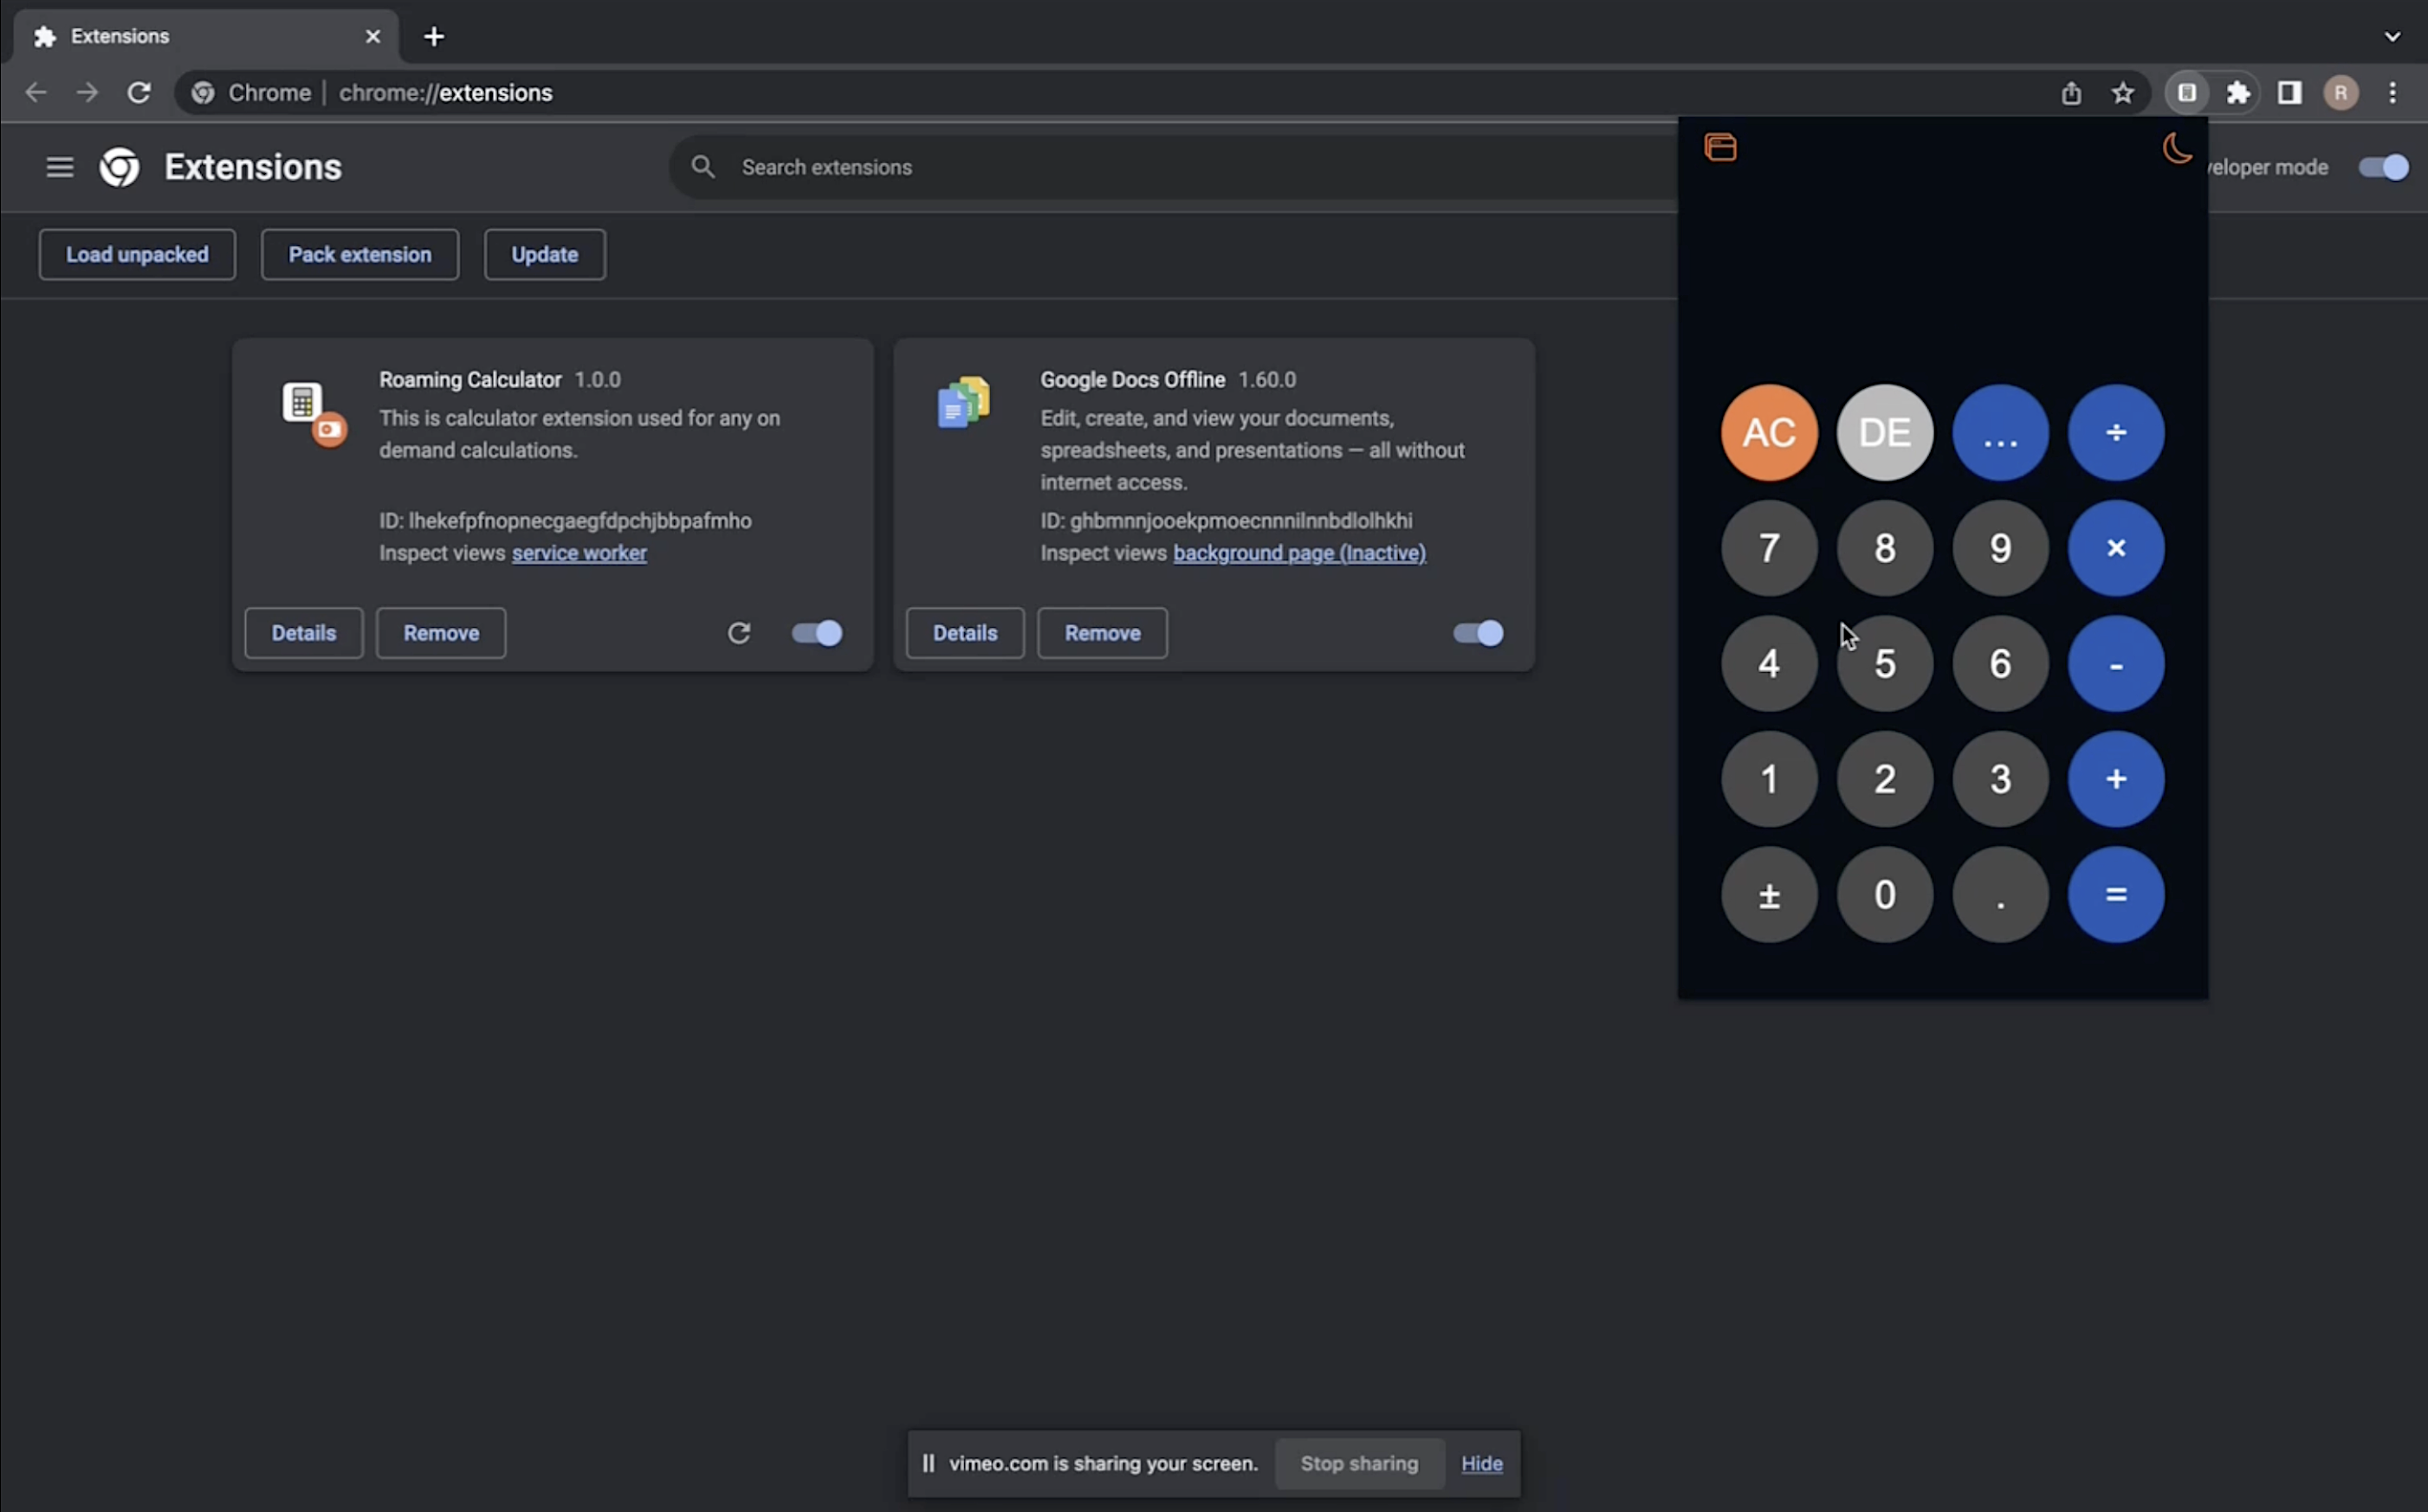 Extensions
Chrome | chrome://extensions
R
Extensions
Search extensions
veloper mode
Load unpacked
Pack extension
Update
Roaming Calculator 1.0.0
This is calculator extension used for any on
demand calculations.
ID: lhekefpfnopnecgaegfdpchjbbpafmho
Inspect views service worker
Details
Remove
Google Docs Offline 1.60.0
Edit, create, and view your documents,
spreadsheets, and presentations — all without
internet access.
ID: ghbmnnjooekpmoecnnnilnnbdlolhkhi
Inspect views background page (Inactive)
Details
Remove
AC DE ... ÷
7 8 9 ×
4 5 6 -
1 2 3 +
± 0 . =
vimeo.com is sharing your screen.
Stop sharing
Hide